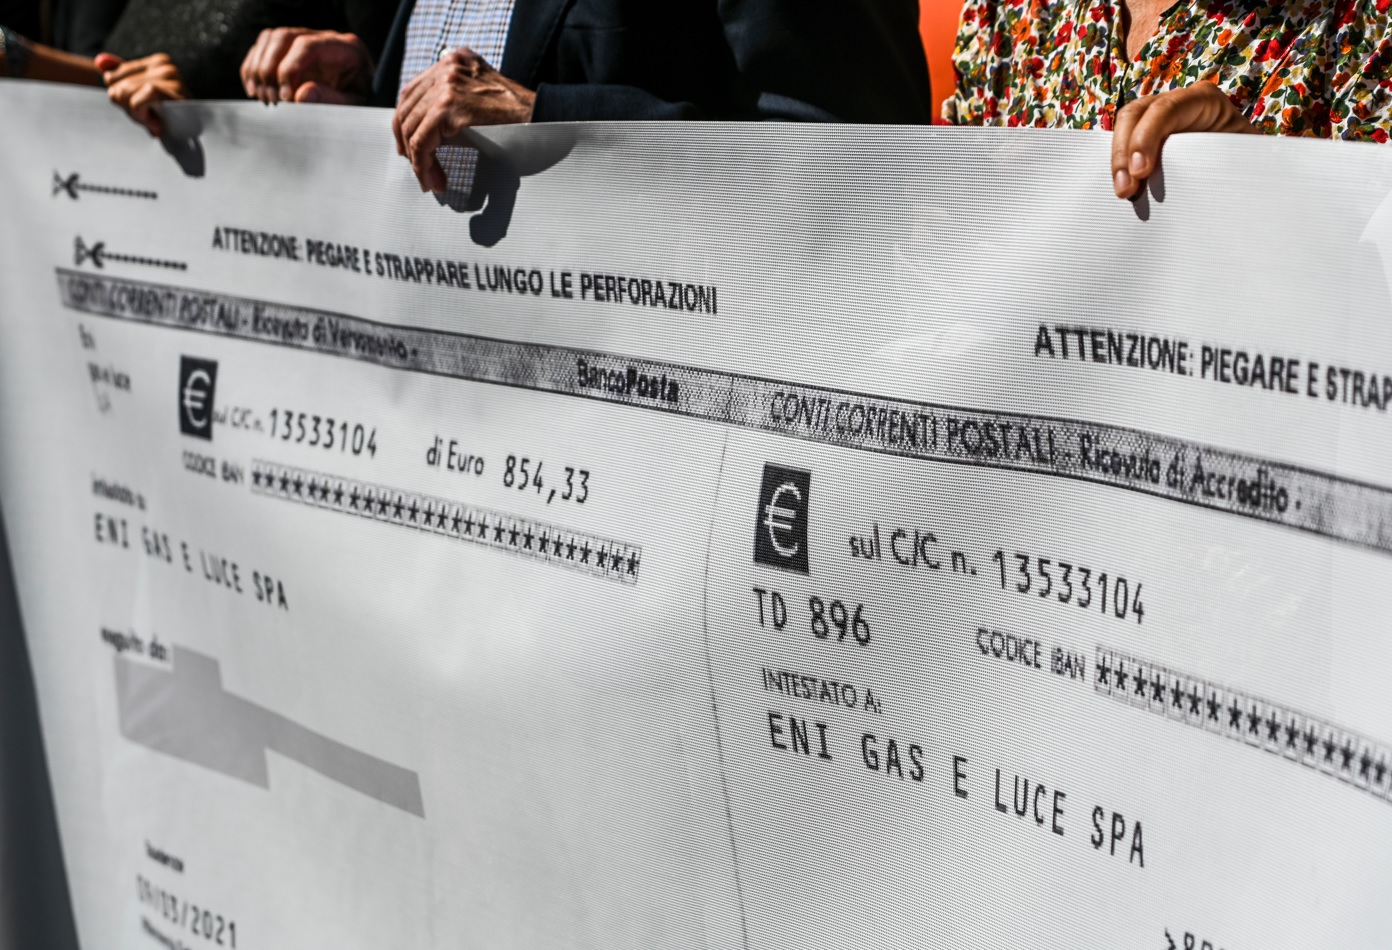 ATTENZIONE: PIEGARE E STRAPPARE LUNGO LE PERFORAZIONI
ATTENZIONE: PIEGARE E STRAP
CONTI CORRENTI POSTALI - Ricevuta di Versamento -
BancoPosta
CONTI CORRENTI POSTALI - Ricevuta di Accredito -
€ sul C/C n. 13533104 di Euro 854,33
CODICE IBAN ******************************
intestato a:
ENI GAS E LUCE SPA
eseguito da:
Scadenza
€ sul C/C n. 13533104
TD 896
CODICE IBAN *****************
INTESTATO A:
ENI GAS E LUCE SPA